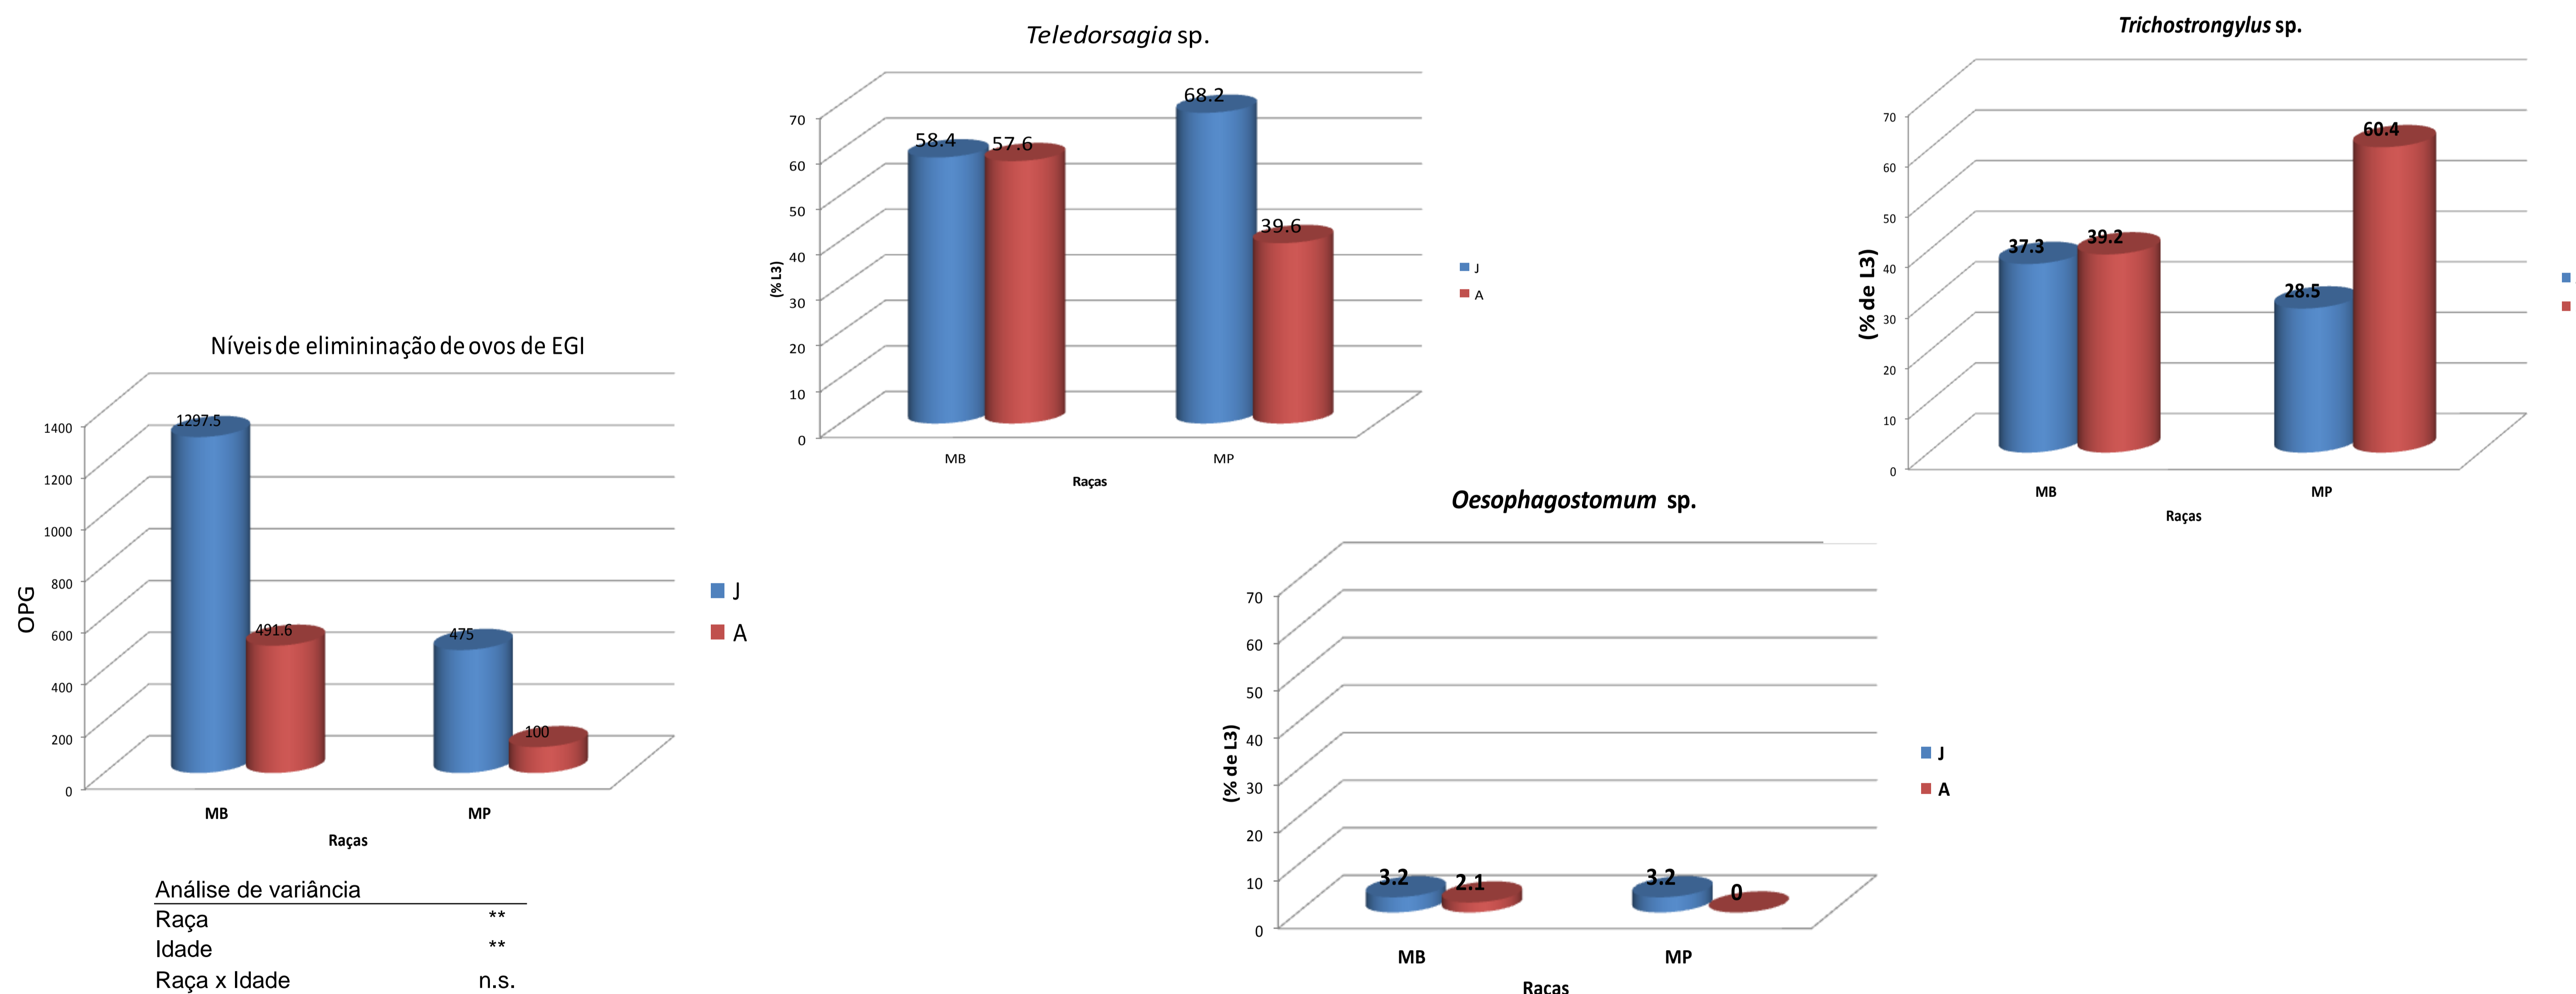 Níveis de elimininação de ovos de EGI
OPG
1400
1200
1000
800
600
400
200
0
1297.5
491.6
475
100
MB
MP
Raças
J
A
Análise de variância
Raça **
Idade **
Raça x Idade n.s.
Teledorsagia sp.
(% L3)
70
60
50
40
30
20
10
0
58.4
57.6
68.2
39.6
MB
MP
Raças
J
A
Oesophagostomum sp.
(% de L3)
70
60
50
40
30
20
10
0
3.2
2.1
3.2
0
MB
MP
Raças
J
A
Trichostrongylus sp.
(% de L3)
70
60
50
40
30
20
10
0
37.3
39.2
28.5
60.4
MB
MP
Raças